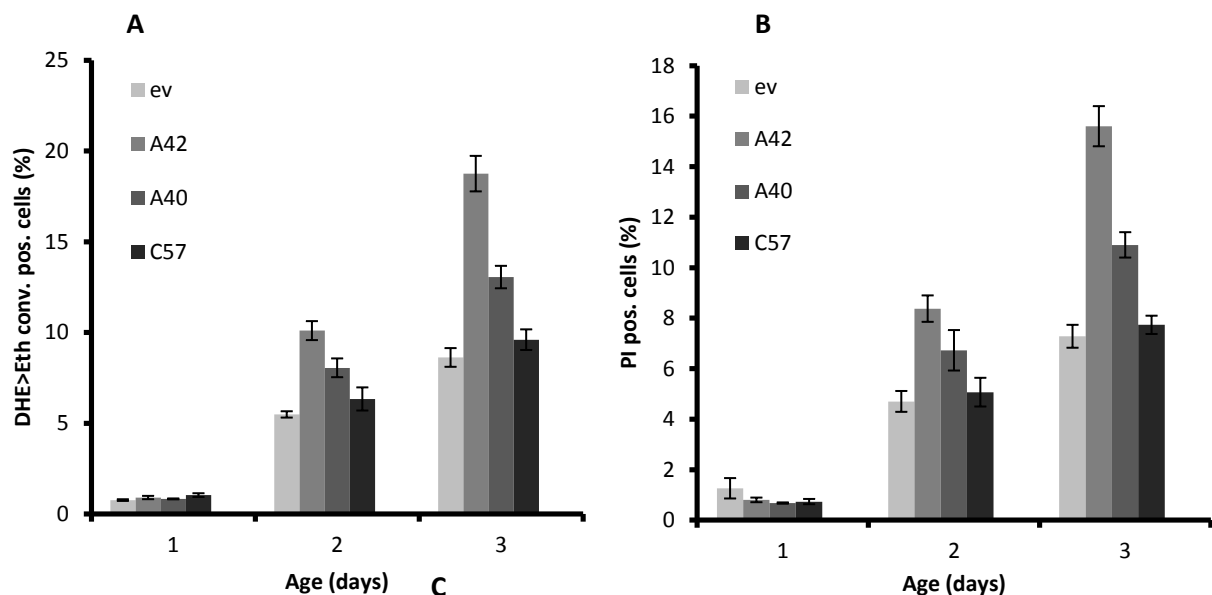 A
DHE>Eth conv. pos. cells (%)
25
20
15
10
5
0
ev
A42
A40
C57
1
2
3
Age (days)
B
PI pos. cells (%)
18
16
14
12
10
8
6
4
2
0
ev
A42
A40
C57
1
2
3
Age (days)
C